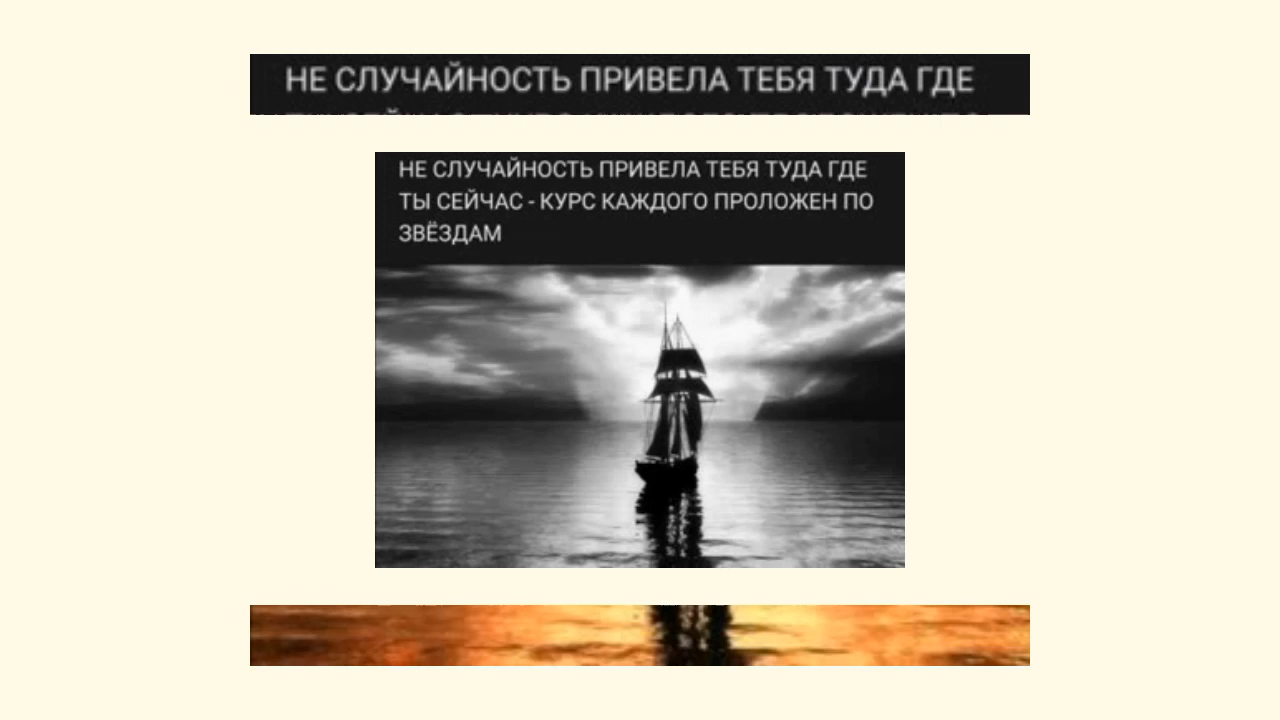 НЕ СЛУЧАЙНОСТЬ ПРИВЕЛА ТЕБЯ ТУДА ГДЕ
НЕ СЛУЧАЙНОСТЬ ПРИВЕЛА ТЕБЯ ТУДА ГДЕ
ТЫ СЕЙЧАС - КУРС КАЖДОГО ПРОЛОЖЕН ПО
ЗВЁЗДАМ